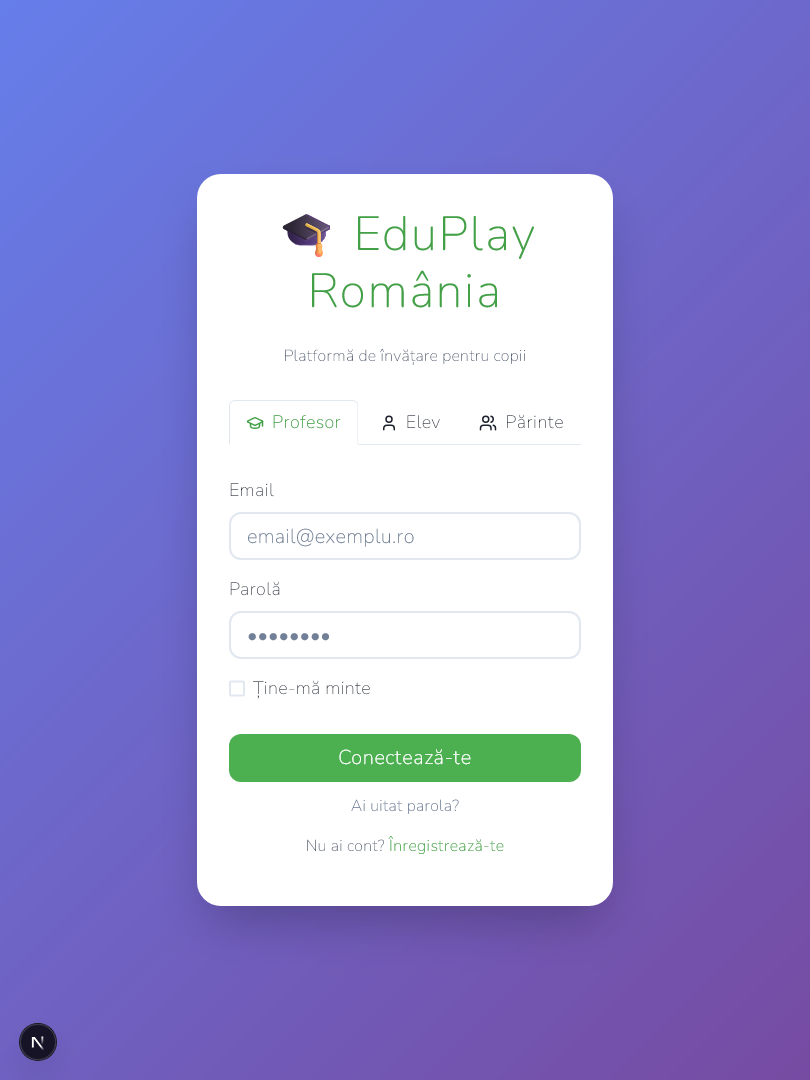 EduPlay
România
Platformă de învățare pentru copii
Profesor Elev Părinte
Email
email@exemplu.ro
Parolă
••••••••
Ține-mă minte
Conectează-te
Ai uitat parola?
Nu ai cont? Înregistrează-te
N